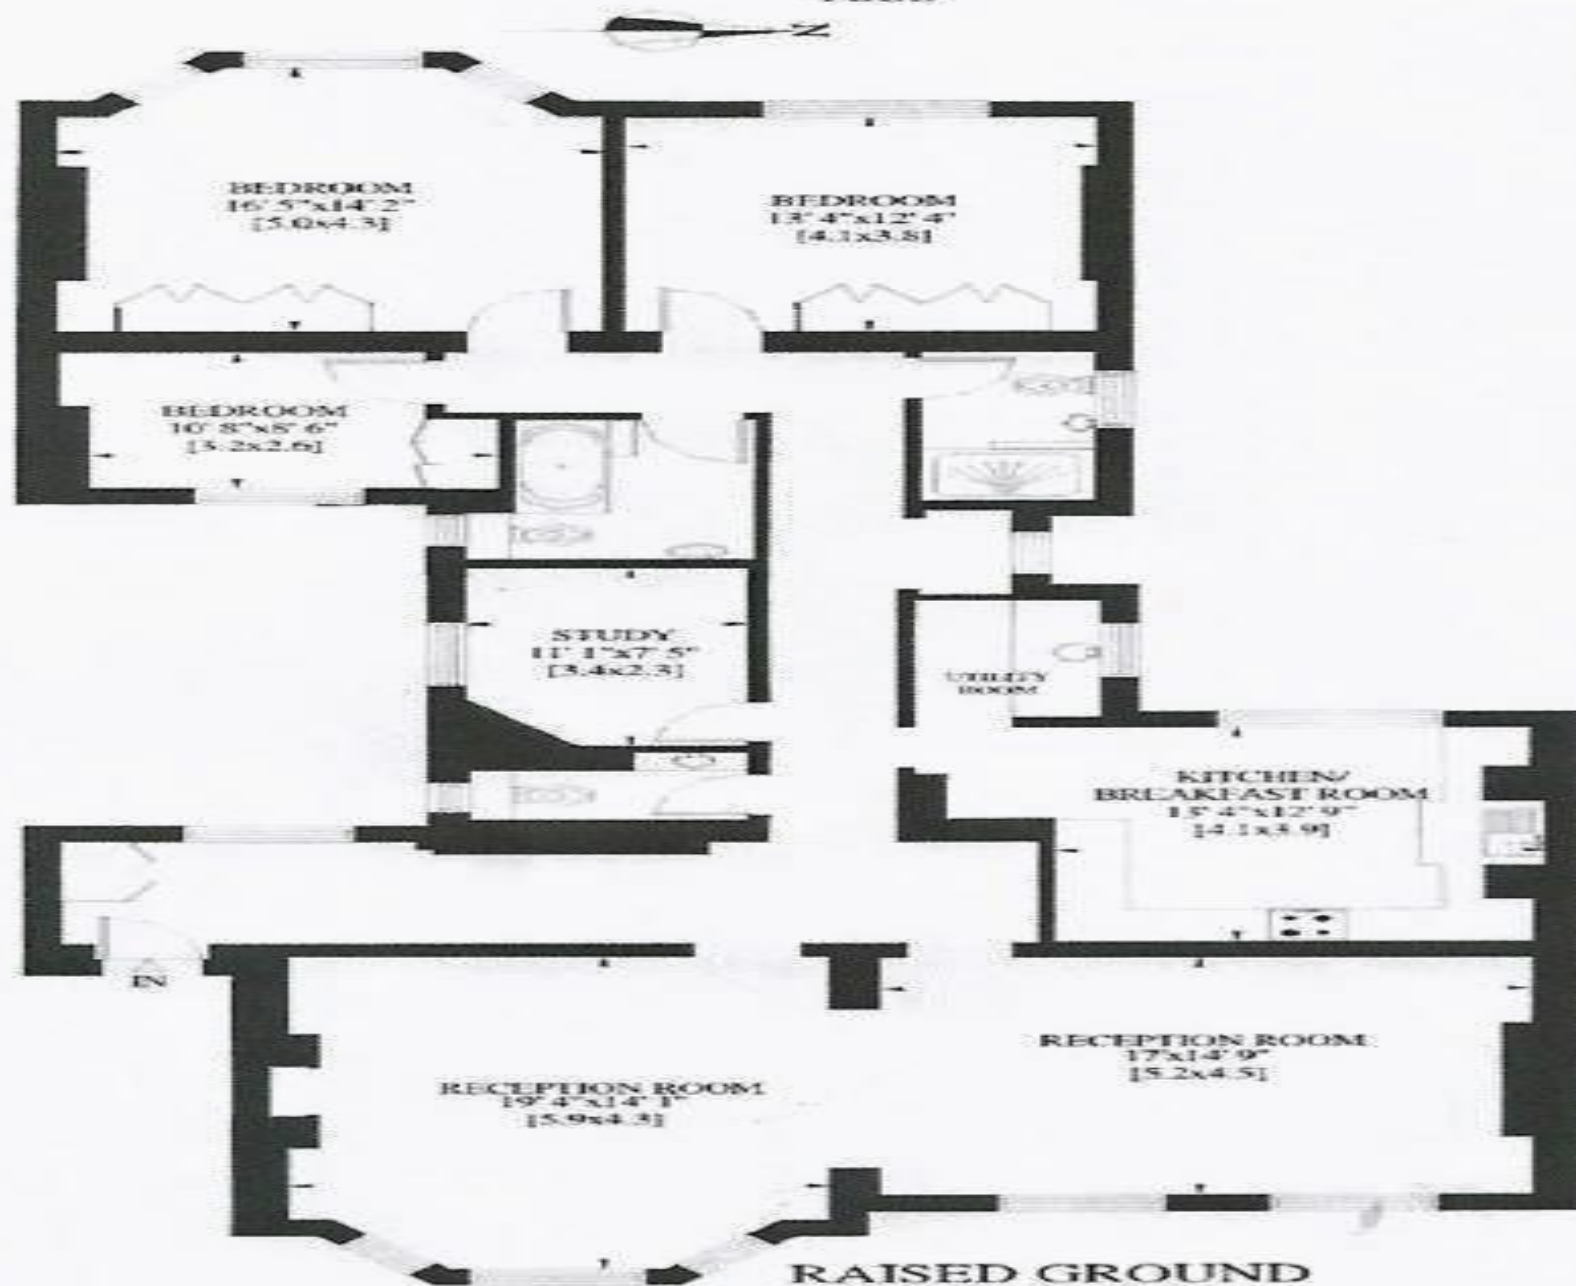 N
BEDROOM
16' 5"x14' 2"
[5.0x4.3]
BEDROOM
13' 4"x12' 4"
[4.1x3.8]
BEDROOM
10' 8"x8' 6"
[3.2x2.6]
STUDY
11' 1"x7' 5"
[3.4x2.3]
UTILITY
ROOM
KITCHEN/
BREAKFAST ROOM
13' 4"x12' 9"
[4.1x3.9]
IN
RECEPTION ROOM
17'x14' 9"
[5.2x4.5]
RECEPTION ROOM
19' 4"x14' 1"
[5.9x4.3]
RAISED GROUND